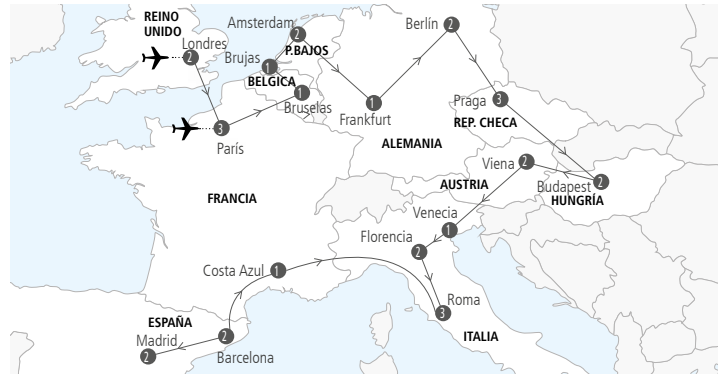 REINO
UNIDO
Londres
2
Amsterdam
2
P.BAJOS
Brujas
1
BELGICA
1
Bruselas
3
París
Berlín
2
1
Frankfurt
ALEMANIA
Praga
3
REP. CHECA
Viena
2
AUSTRIA
Budapest
2
HUNGRÍA
FRANCIA
Venecia
1
Florencia
2
Costa Azul
1
Roma
3
ITALIA
ESPAÑA
Madrid
2
2
Barcelona